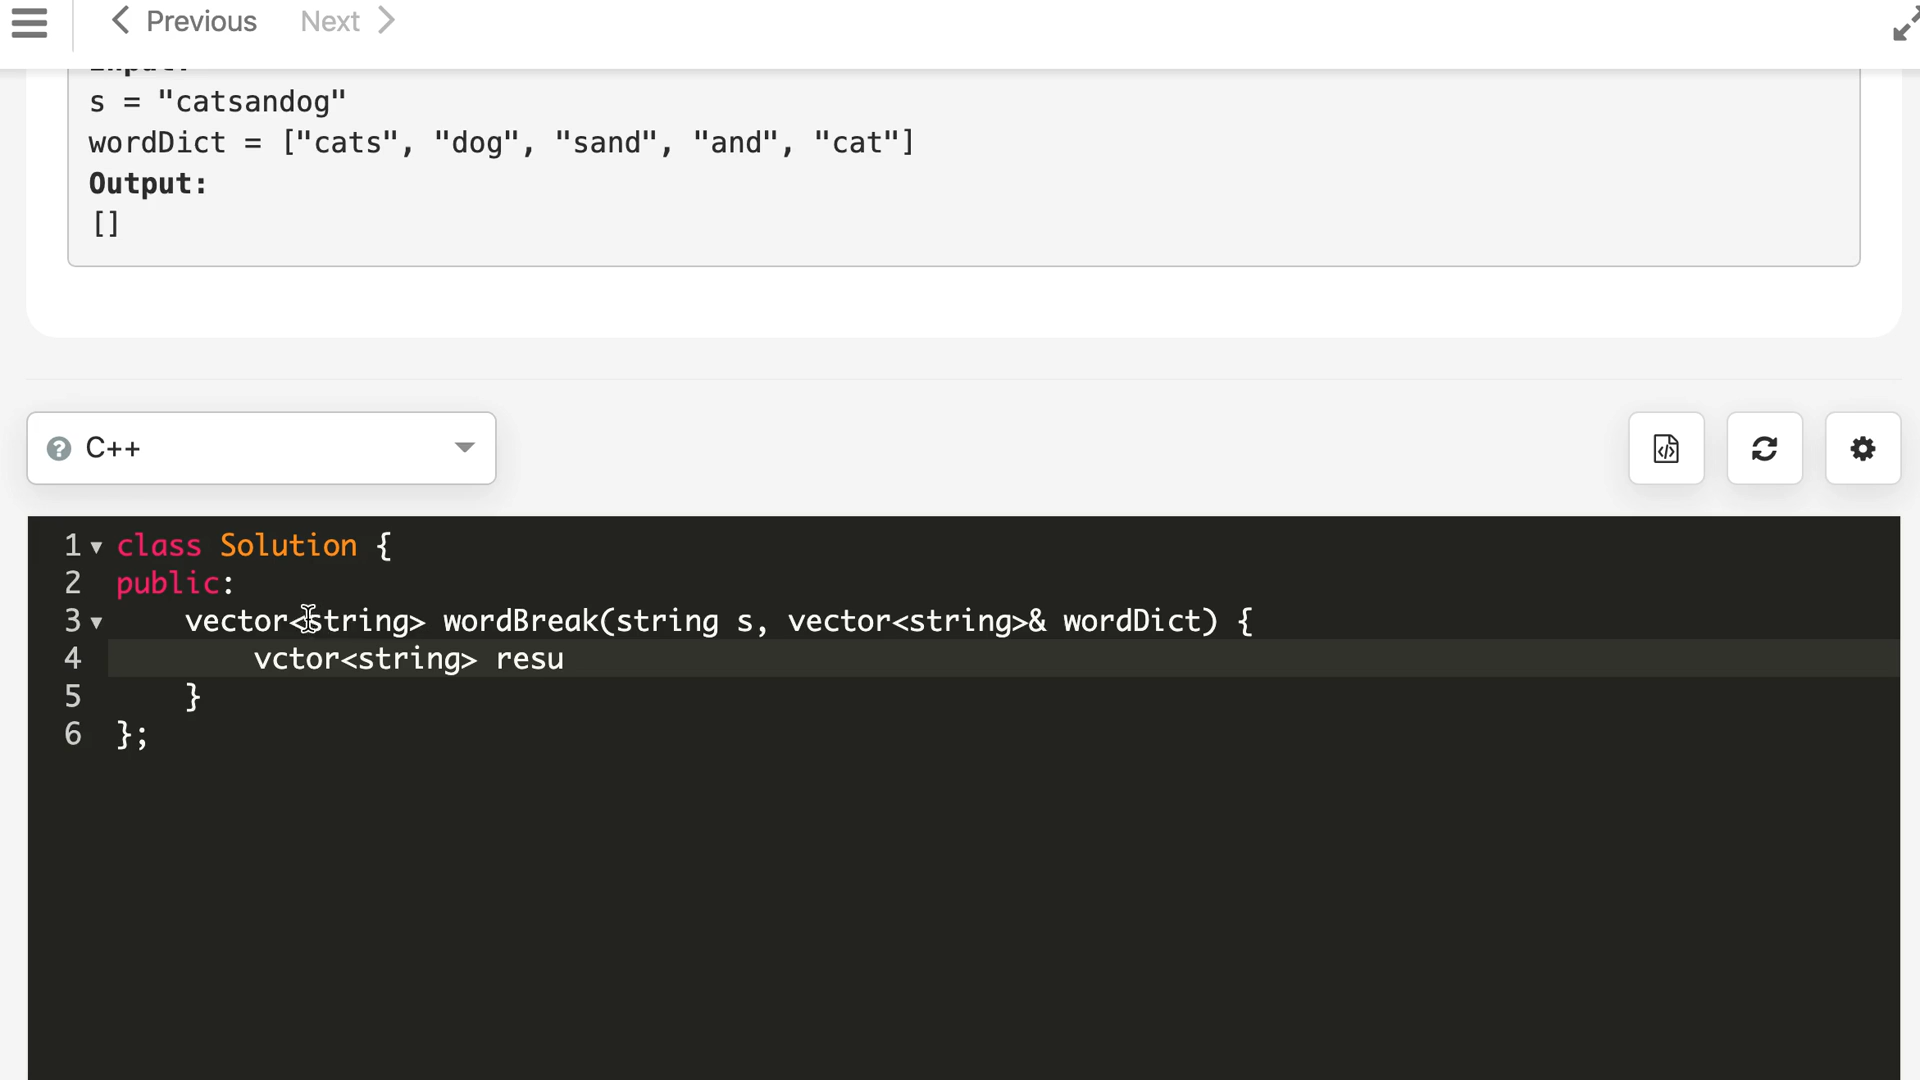 Previous Next
Input:
s = "catsandog"
wordDict = ["cats", "dog", "sand", "and", "cat"]
Output:
[]
? C++
1 class Solution {
2 public:
3 vector<string> wordBreak(string s, vector<string>& wordDict) {
4 vctor<string> resu
5 }
6 };